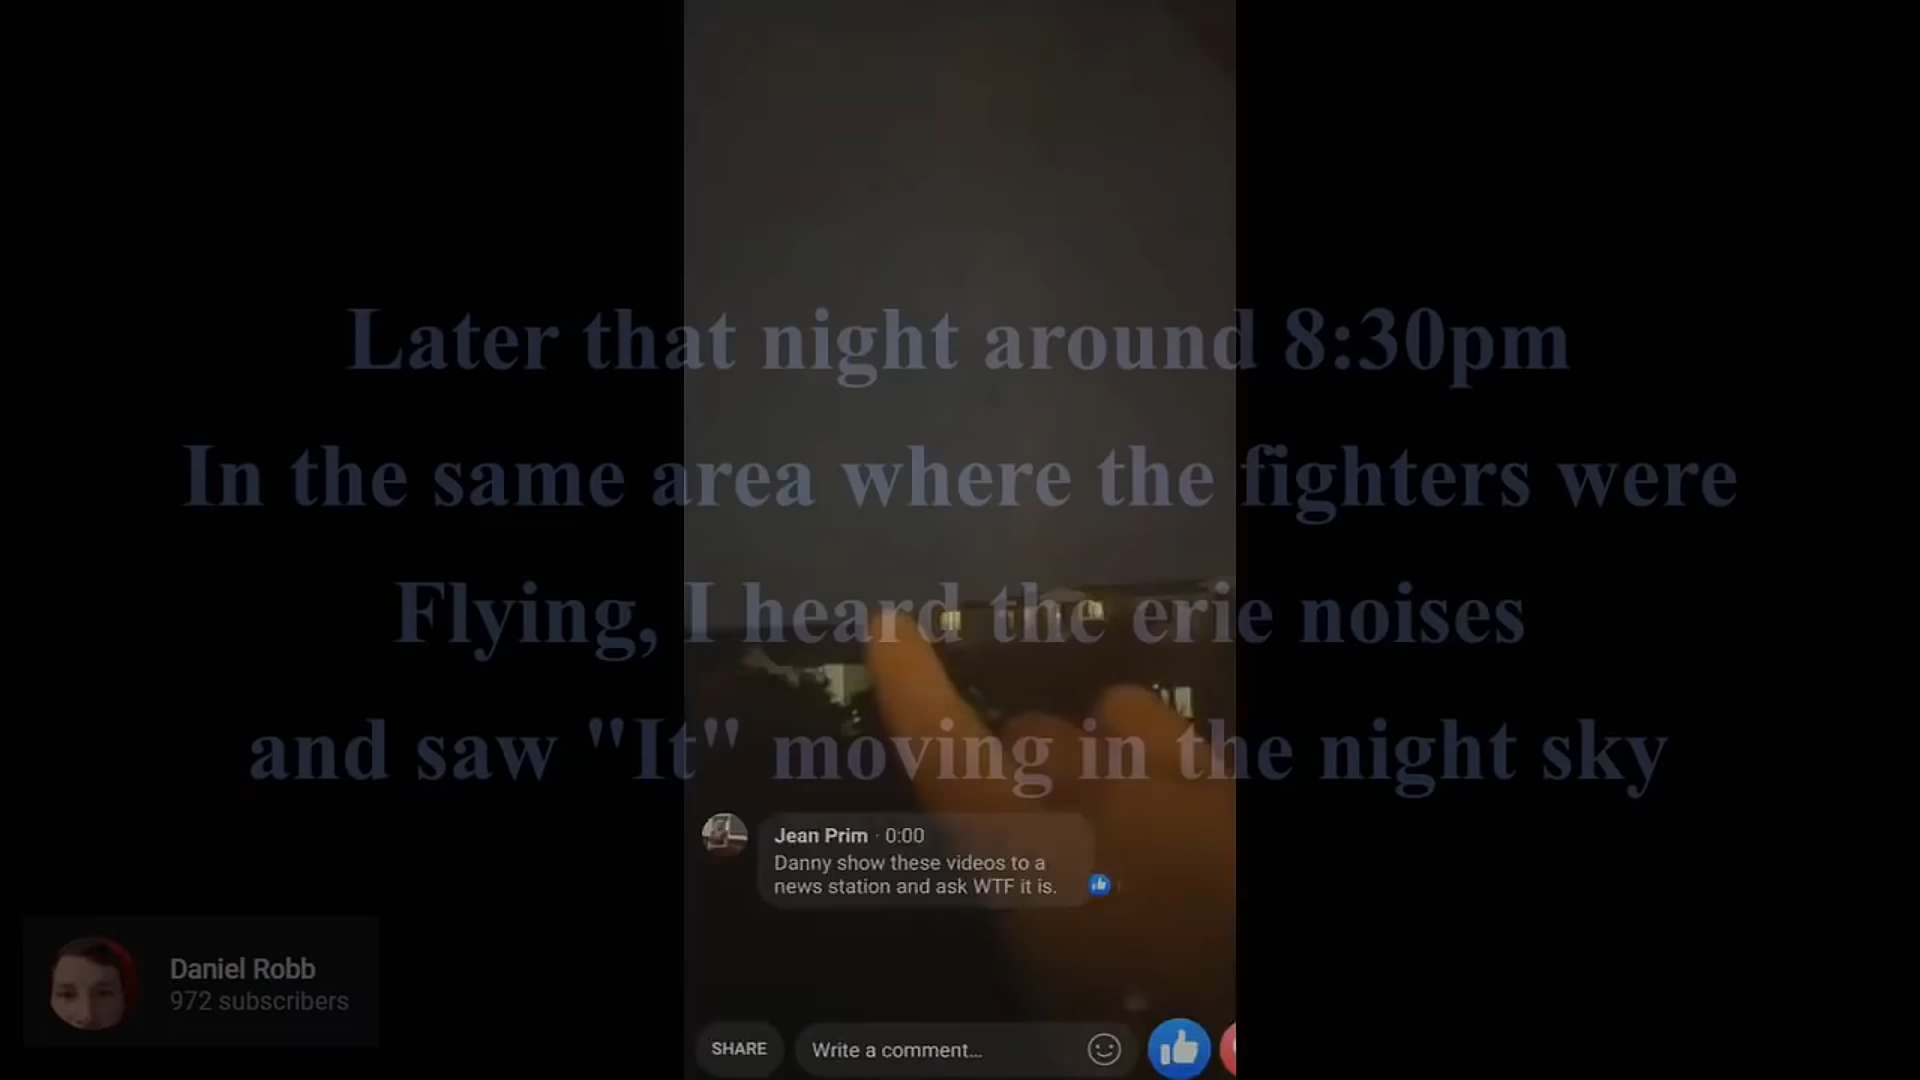 Later that night around 8:30pm
In the same area where the fighters were
Flying, I heard the erie noises
and saw "It" moving in the night sky
Jean Prim · 0:00
Danny show these videos to a
news station and ask WTF it is.
Daniel Robb
972 subscribers
SHARE
Write a comment...